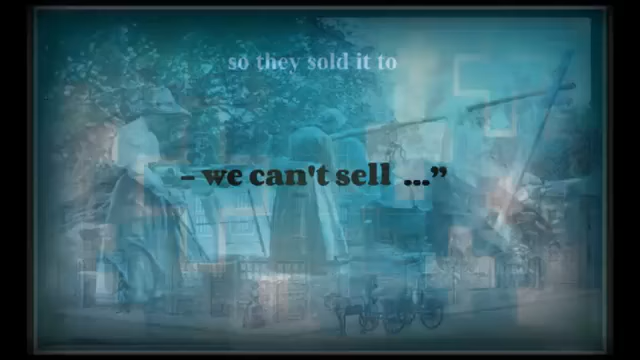 so they sold it to
– we can't sell ...”